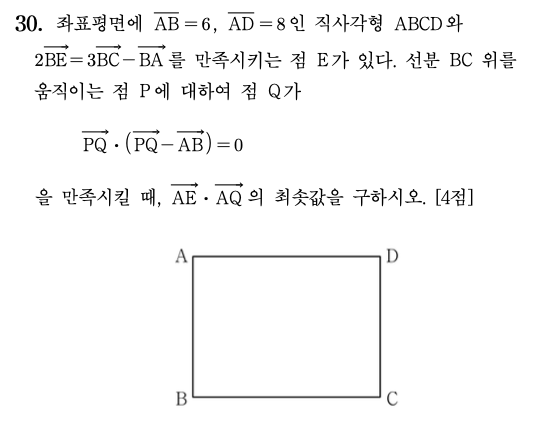 30. 좌표평면에 $\overline{AB}=6$, $\overline{AD}=8$인 직사각형 ABCD와
$2\overrightarrow{BE}=3\overrightarrow{BC}-\overrightarrow{BA}$를 만족시키는 점 E가 있다. 선분 BC 위를
움직이는 점 P에 대하여 점 Q가
$\overrightarrow{PQ}\cdot(\overrightarrow{PQ}-\overrightarrow{AB})=0$
을 만족시킬 때, $\overrightarrow{AE}\cdot\overrightarrow{AQ}$의 최솟값을 구하시오. [4점]
A D
B C